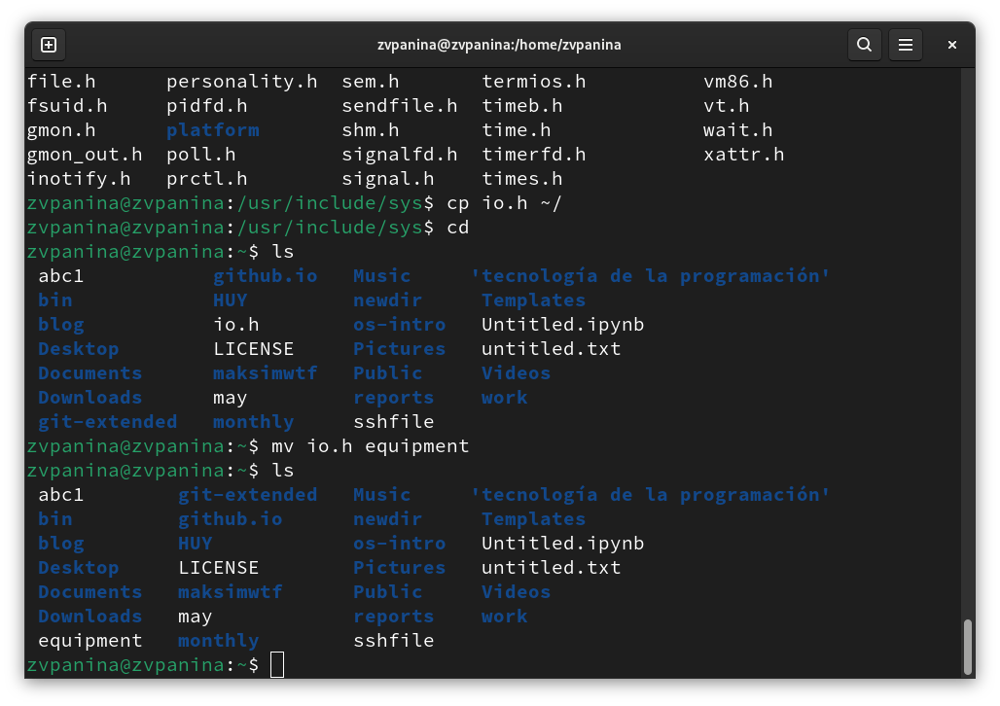 zvpanina@zvpanina:/home/zvpanina
file.h personality.h sem.h termios.h vm86.h
fsuid.h pidfd.h sendfile.h timeb.h vt.h
gmon.h platform shm.h time.h wait.h
gmon_out.h poll.h signalfd.h timerfd.h xattr.h
inotify.h prctl.h signal.h times.h
zvpanina@zvpanina:/usr/include/sys$ cp io.h ~/
zvpanina@zvpanina:/usr/include/sys$ cd
zvpanina@zvpanina:~$ ls
abc1 github.io Music 'tecnología de la programación'
bin HUY newdir Templates
blog io.h os-intro Untitled.ipynb
Desktop LICENSE Pictures untitled.txt
Documents maksimwtf Public Videos
Downloads may reports work
git-extended monthly sshfile
zvpanina@zvpanina:~$ mv io.h equipment
zvpanina@zvpanina:~$ ls
abc1 git-extended Music 'tecnología de la programación'
bin github.io newdir Templates
blog HUY os-intro Untitled.ipynb
Desktop LICENSE Pictures untitled.txt
Documents maksimwtf Public Videos
Downloads may reports work
equipment monthly sshfile
zvpanina@zvpanina:~$